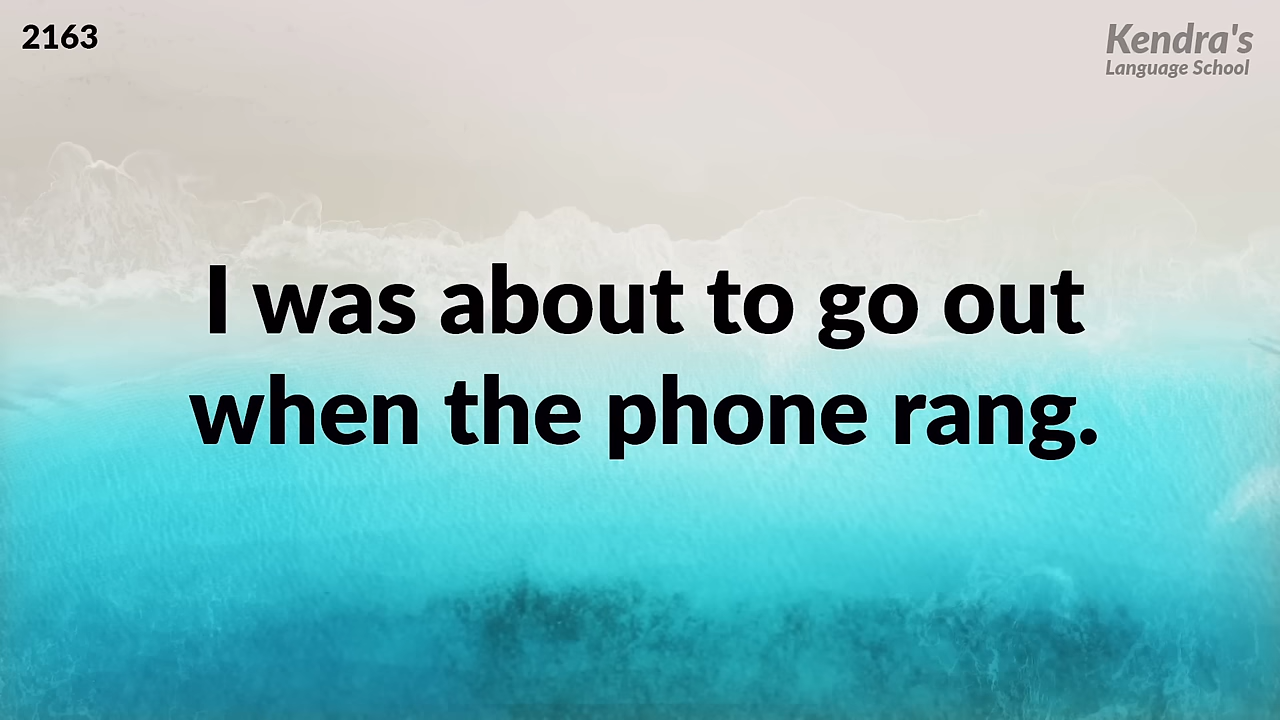 2163
Kendra's
Language School
I was about to go out
when the phone rang.